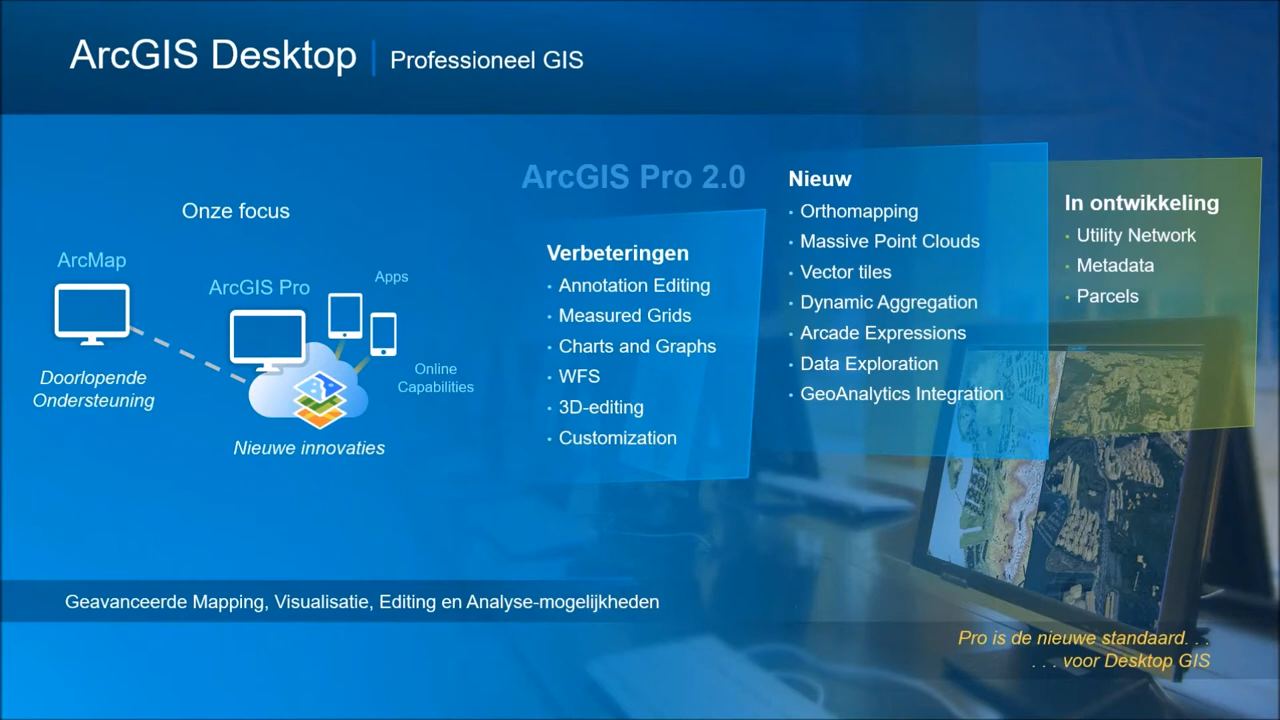 ArcGIS Desktop | Professioneel GIS
Onze focus
ArcMap
Doorlopende
Ondersteuning
ArcGIS Pro
Apps
Online
Capabilities
Nieuwe innovaties
ArcGIS Pro 2.0
Verbeteringen
• Annotation Editing
• Measured Grids
• Charts and Graphs
• WFS
• 3D-editing
• Customization
Nieuw
• Orthomapping
• Massive Point Clouds
• Vector tiles
• Dynamic Aggregation
• Arcade Expressions
• Data Exploration
• GeoAnalytics Integration
In ontwikkeling
• Utility Network
• Metadata
• Parcels
Geavanceerde Mapping, Visualisatie, Editing en Analyse-mogelijkheden
Pro is de nieuwe standaard. . .
. . . voor Desktop GIS